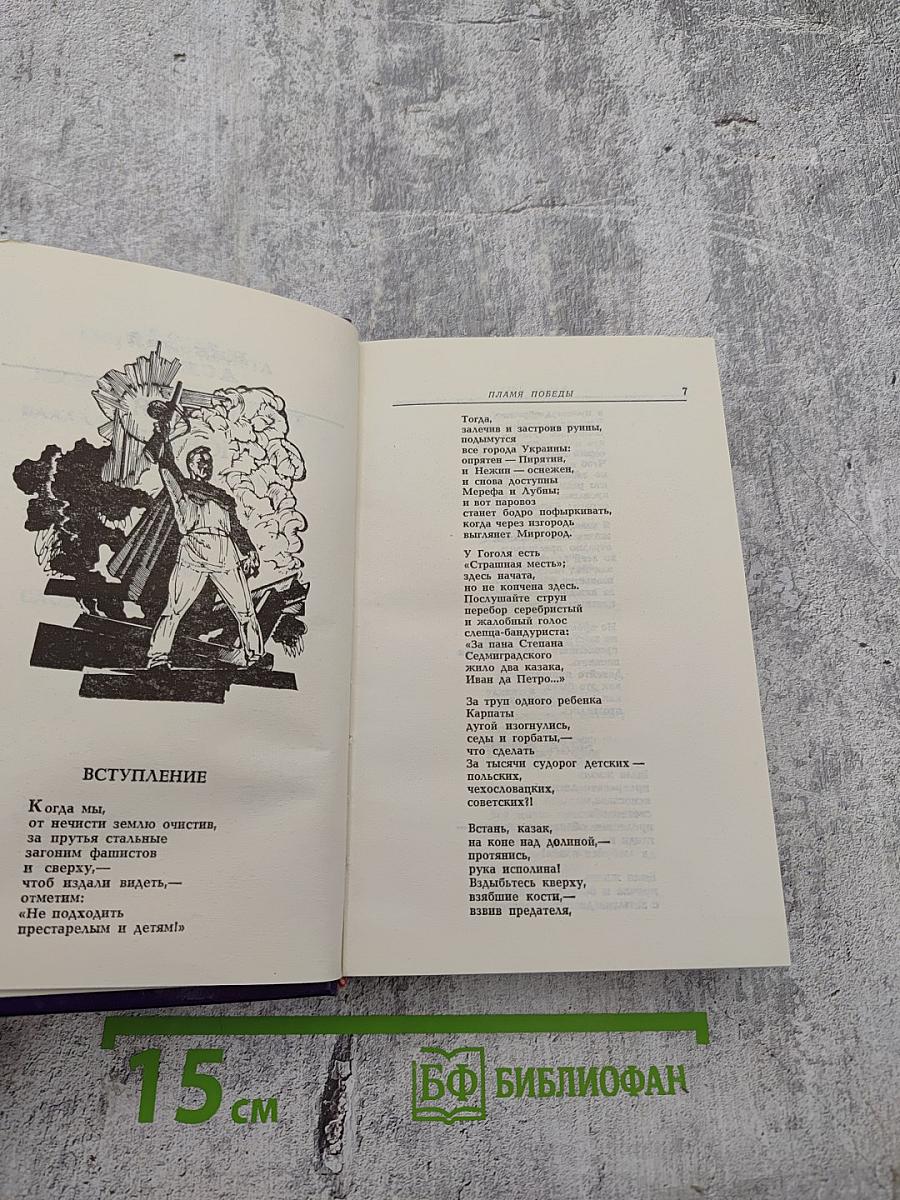 ВСТУПЛЕНИЕ
Когда мы,
от нечисти землю очистив,
за прутья стальные
загоним фашистов
и сверху,—
чтоб издали видеть,—
отметим:
«Не подходить
престарелым и детям!»
ПЛАМЯ ПОБЕДЫ 7
Тогда,
залечив и застроив руины,
подымутся
все города Украины:
опрятен — Пирятин,
и Нежин — оснежен,
и снова доступны
Мерефа и Лубны;
и вот паровоз
станет бодро пофыркивать,
когда через изгородь
выглянет Миргород.
У Гоголя есть
«Страшная месть»;
здесь начата,
но не кончена здесь.
Послушайте струн
перебор серебристый
и жалобный голос
слепца-бандуриста:
«За пана Степана
Седмиградского
жило два казака,
Иван да Петро...»
За труп одного ребенка
Карпаты
дугой изогнулись,
седы и горбаты,—
что сделать
За тысячи судорог детских —
польских,
чехословацких,
советских?!
Встань, казак,
на коне над долиной,—
протянись,
рука исполина!
Вздыбьтесь кверху,
взябшие кости,—
взвив предателя,
15 см
БФ БИБЛИОФАН